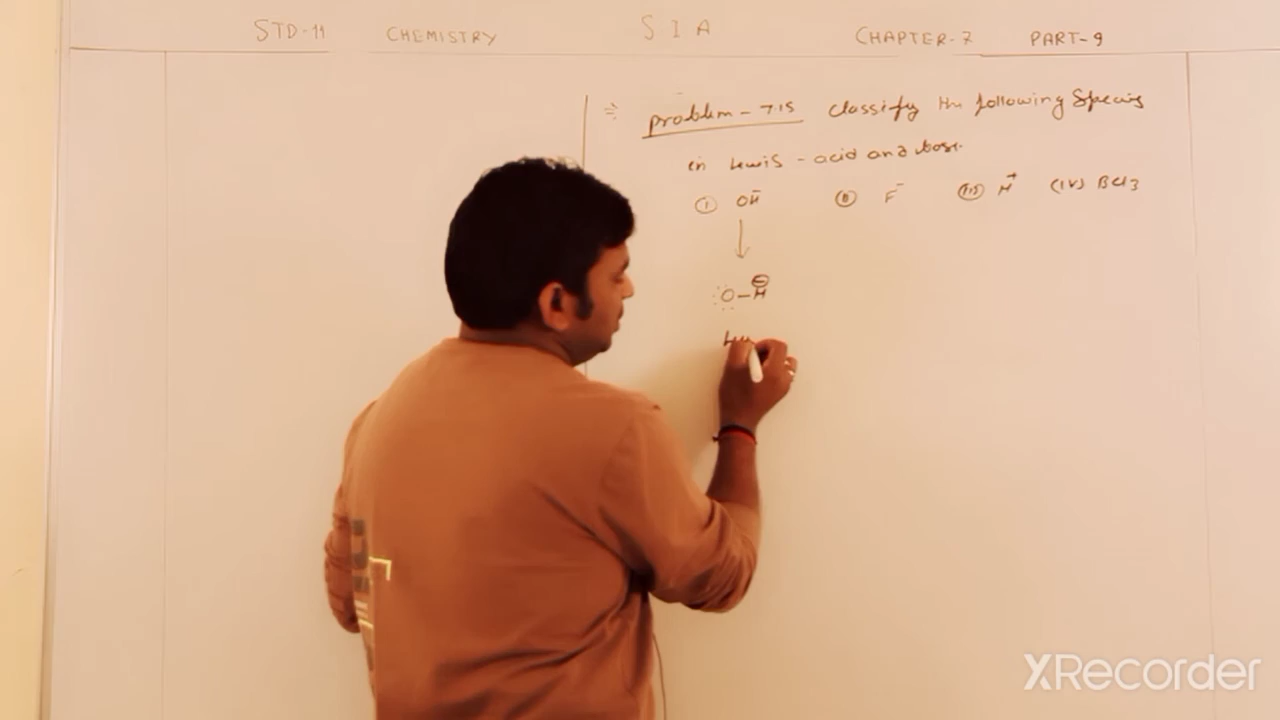 STD-11 CHEMISTRY S I A CHAPTER-7 PART-9
problem - 7.15 classify the following Species
in Lewis - acid and base.
(i) OH⁻ (ii) F⁻ (iii) H⁺ (iv) BCl3
O-H ⊖
XRecorder